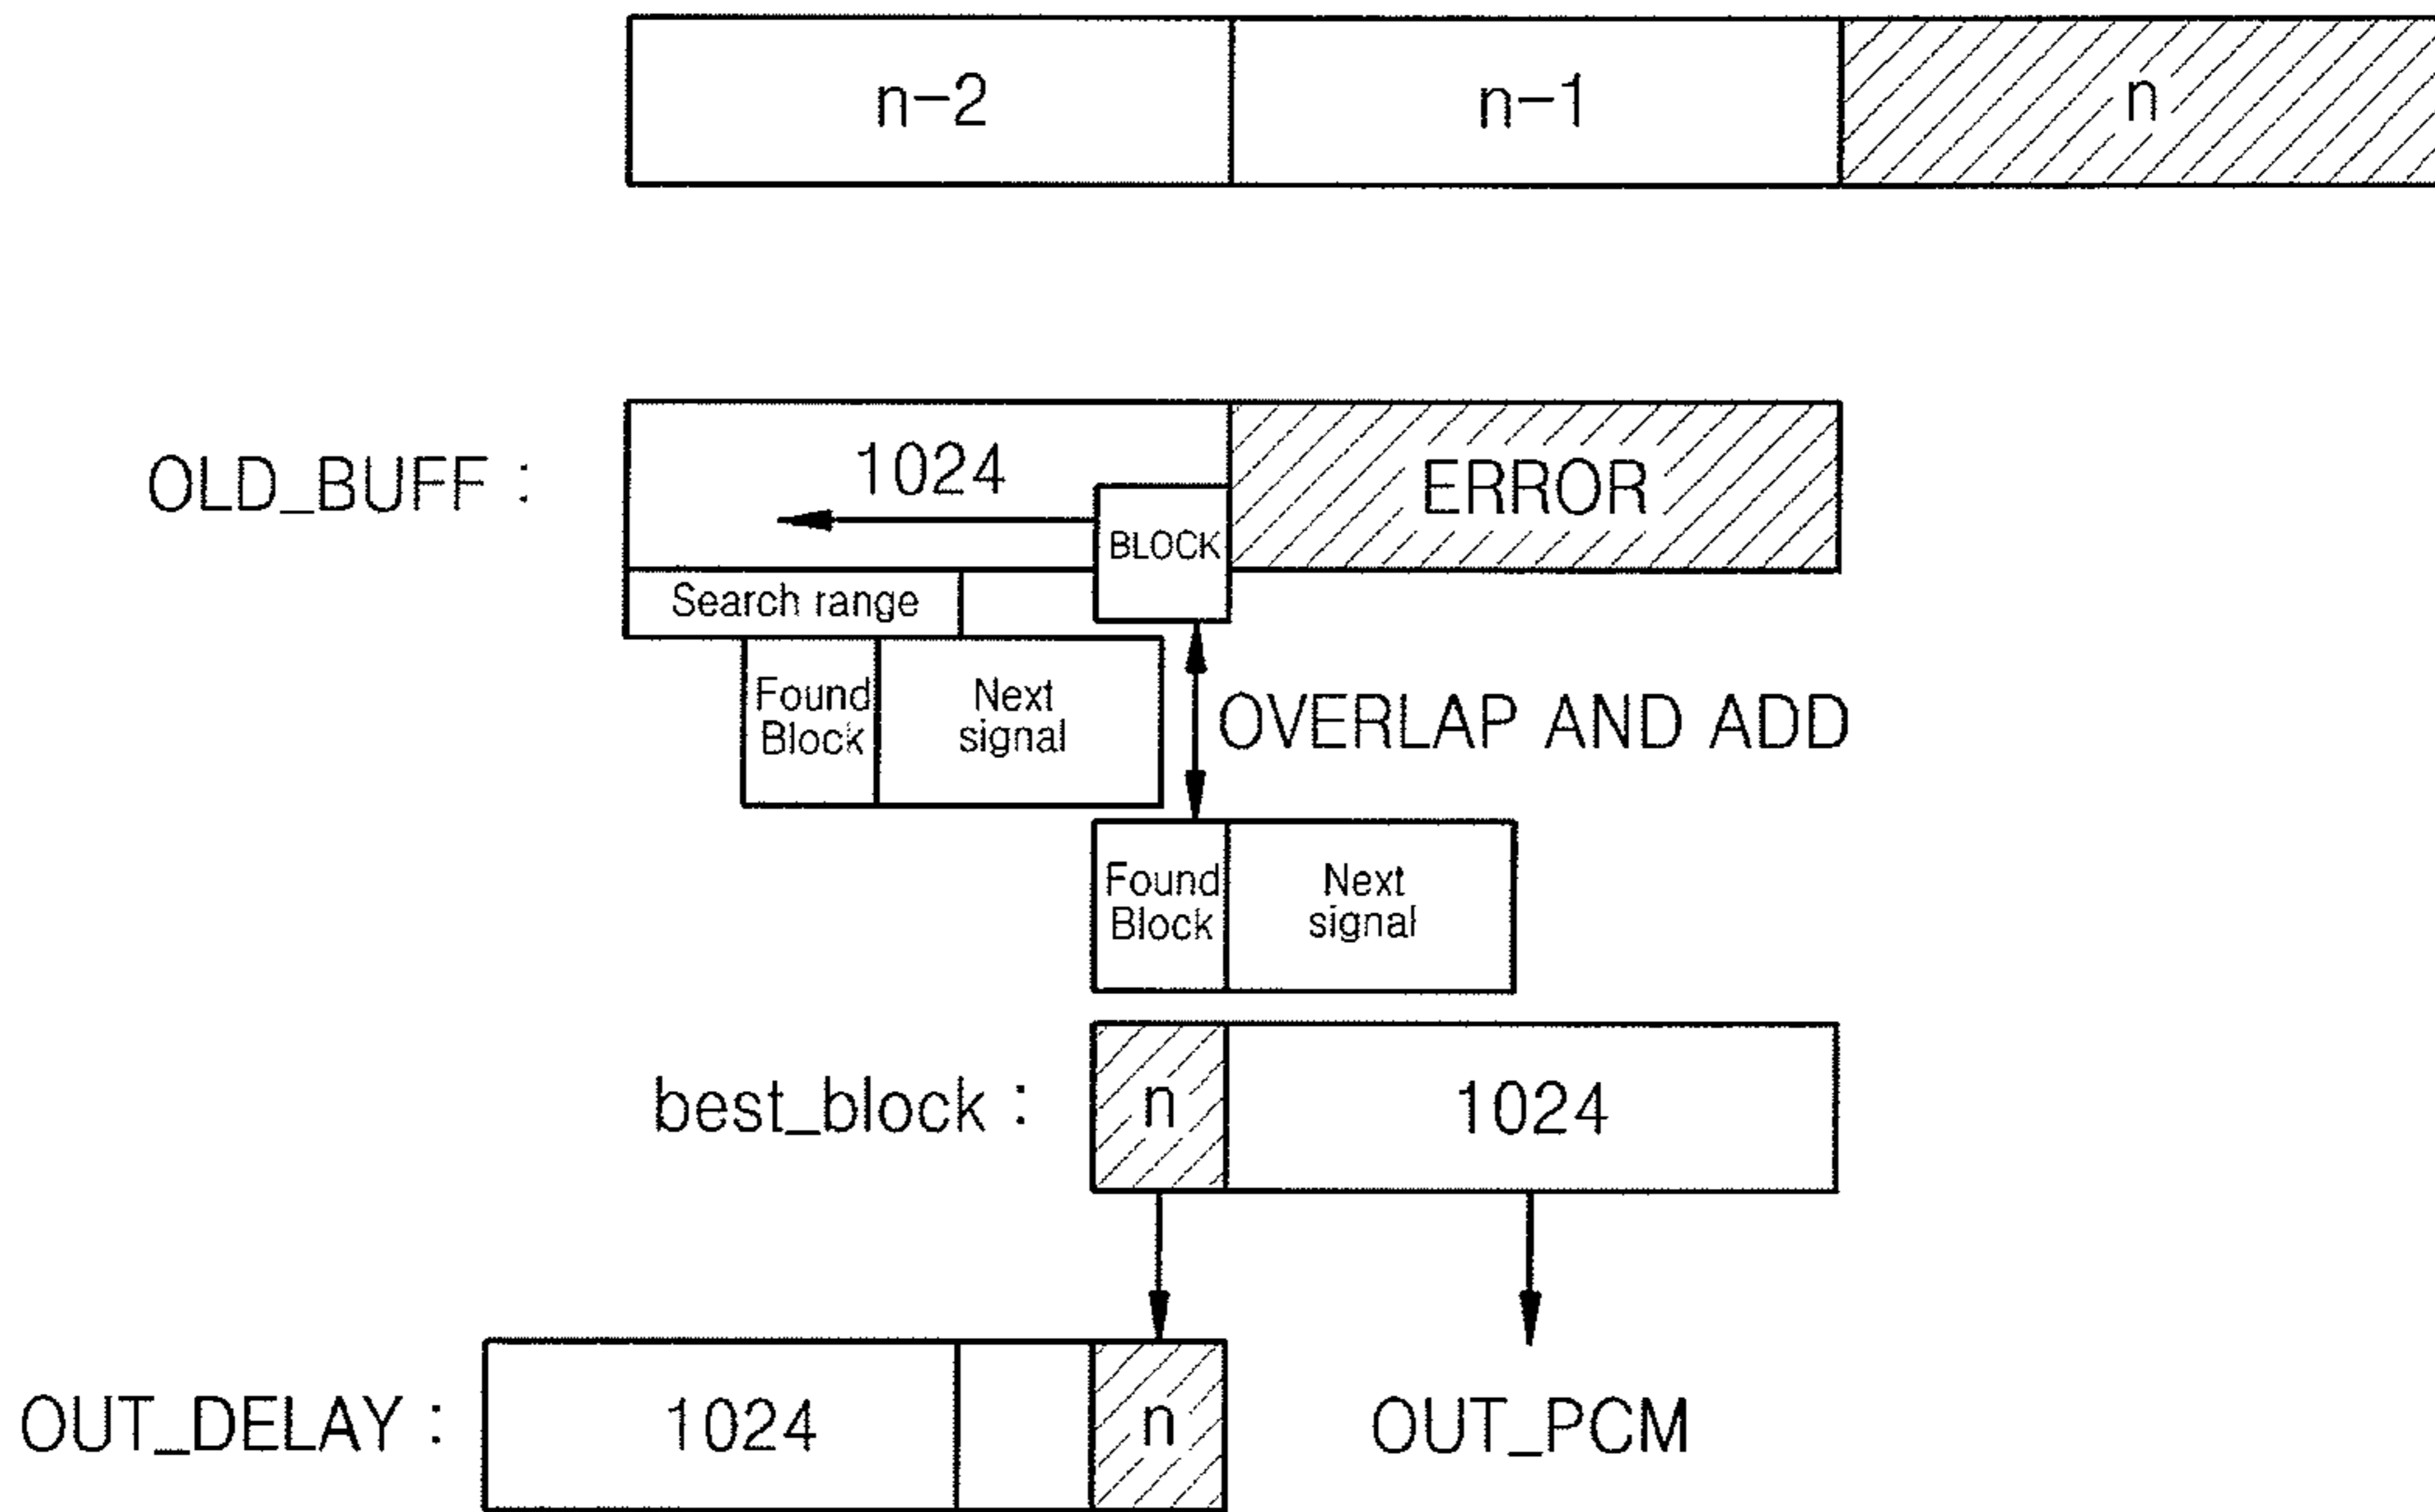 n-2 n-1 n
OLD_BUFF : 1024 ERROR
BLOCK
Search range
Found
Block
Next
signal
OVERLAP AND ADD
Found
Block
Next
signal
best_block : n 1024
OUT_DELAY : 1024 n OUT_PCM